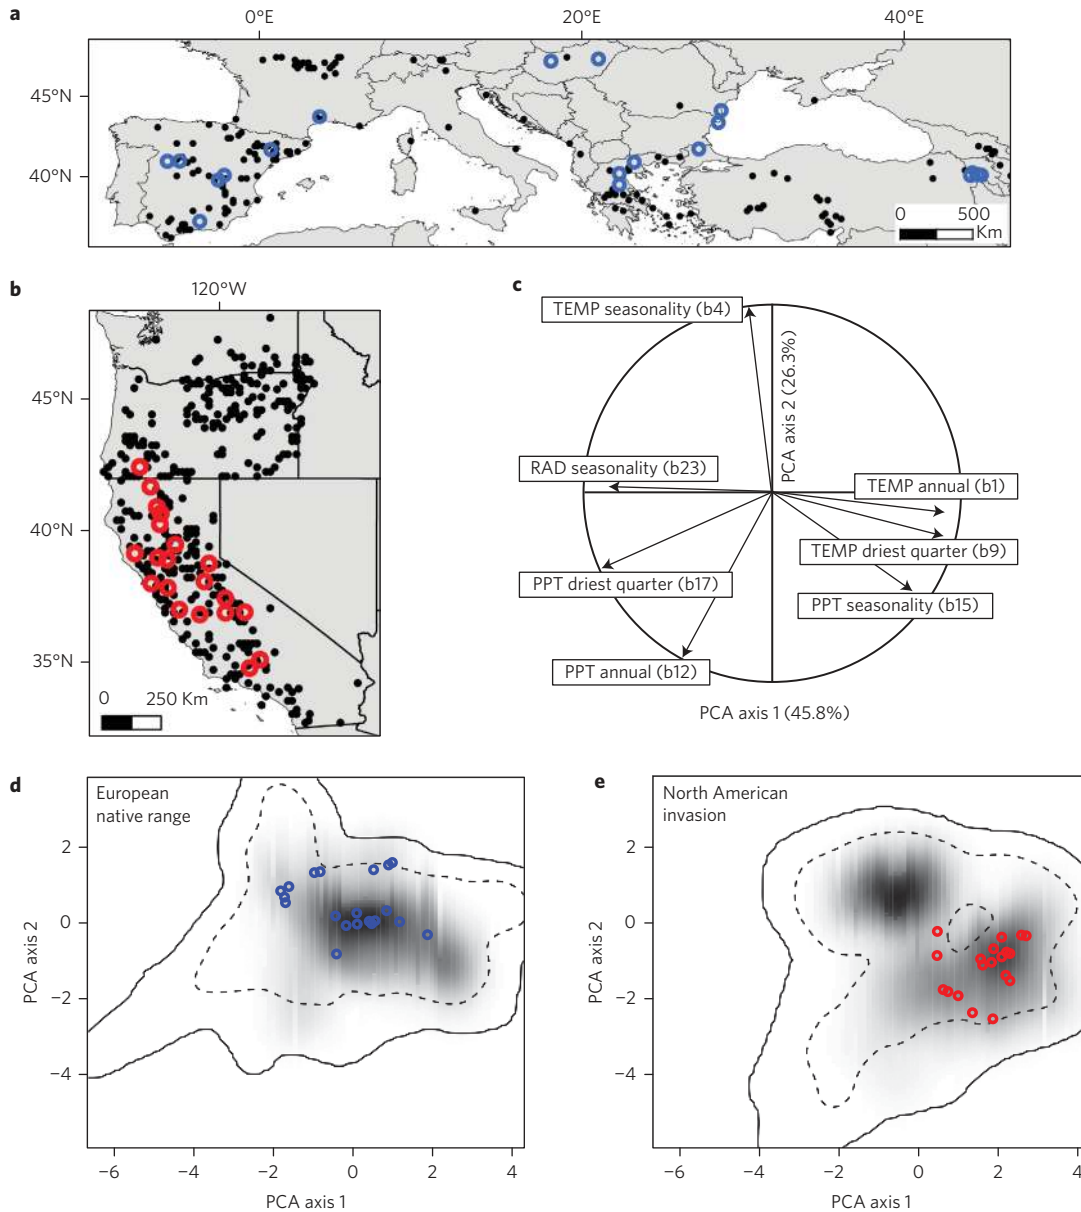 a
0°E
20°E
40°E
45°N
40°N
0
500
Km
b
120°W
45°N
40°N
35°N
0
250 Km
c
TEMP seasonality (b4)
PCA axis 2 (26.3%)
RAD seasonality (b23)
TEMP annual (b1)
TEMP driest quarter (b9)
PPT driest quarter (b17)
PPT seasonality (b15)
PPT annual (b12)
PCA axis 1 (45.8%)
d
European
native range
2
0
−2
−4
PCA axis 2
−6
−4
−2
0
2
4
PCA axis 1
e
North American
invasion
2
0
−2
−4
PCA axis 2
−6
−4
−2
0
2
4
PCA axis 1